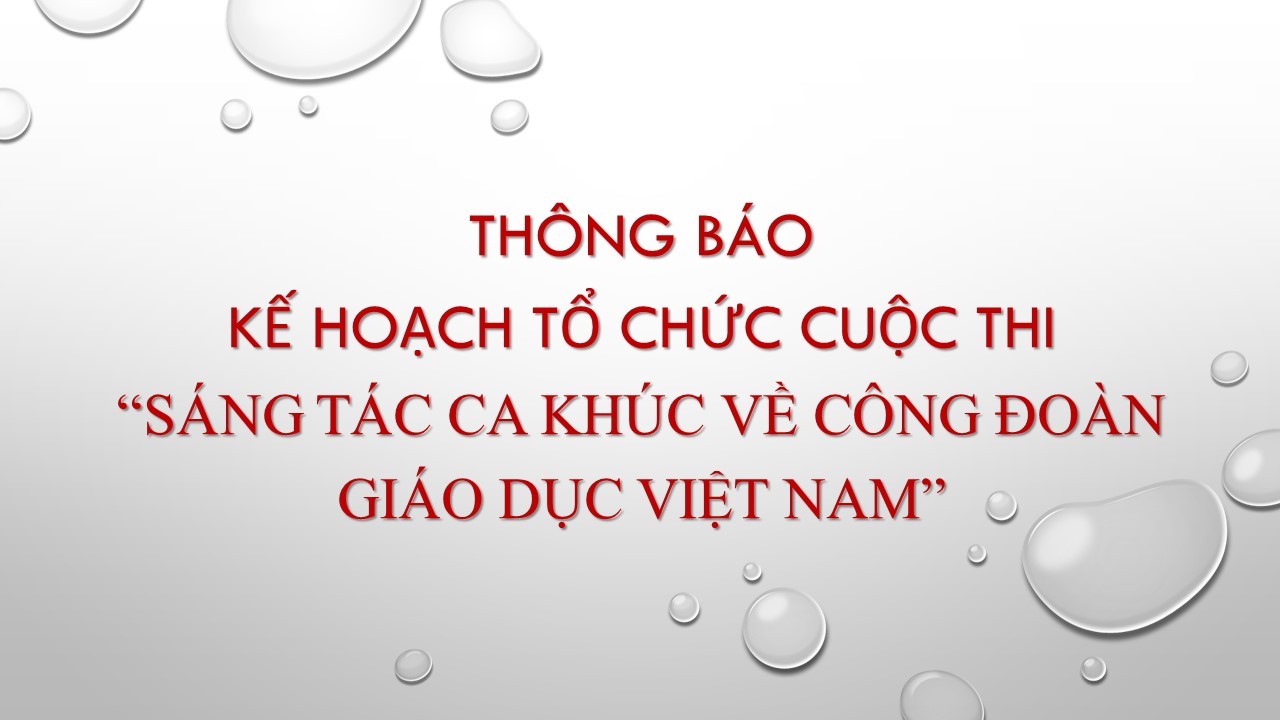 THÔNG BÁO
KẾ HOẠCH TỔ CHỨC CUỘC THI
“SÁNG TÁC CA KHÚC VỀ CÔNG ĐOÀN
GIÁO DỤC VIỆT NAM”